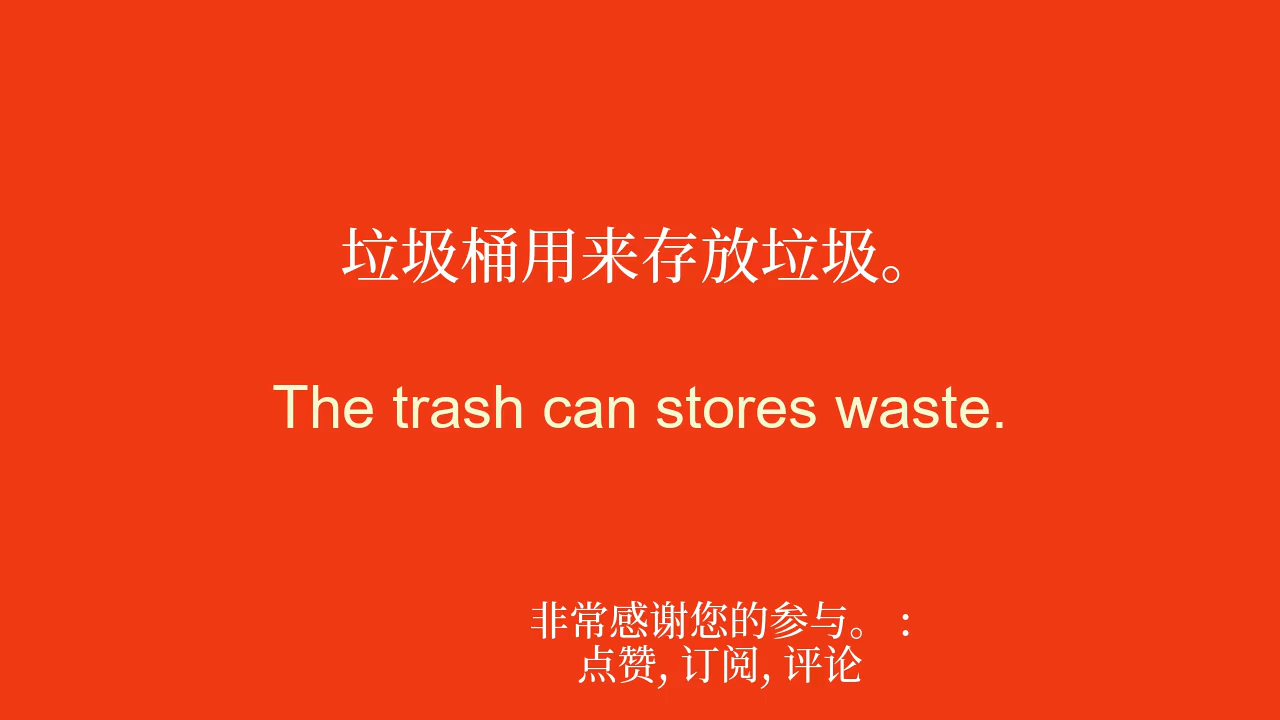 垃圾桶用来存放垃圾。
The trash can stores waste.
非常感谢您的参与。 :
点赞, 订阅, 评论